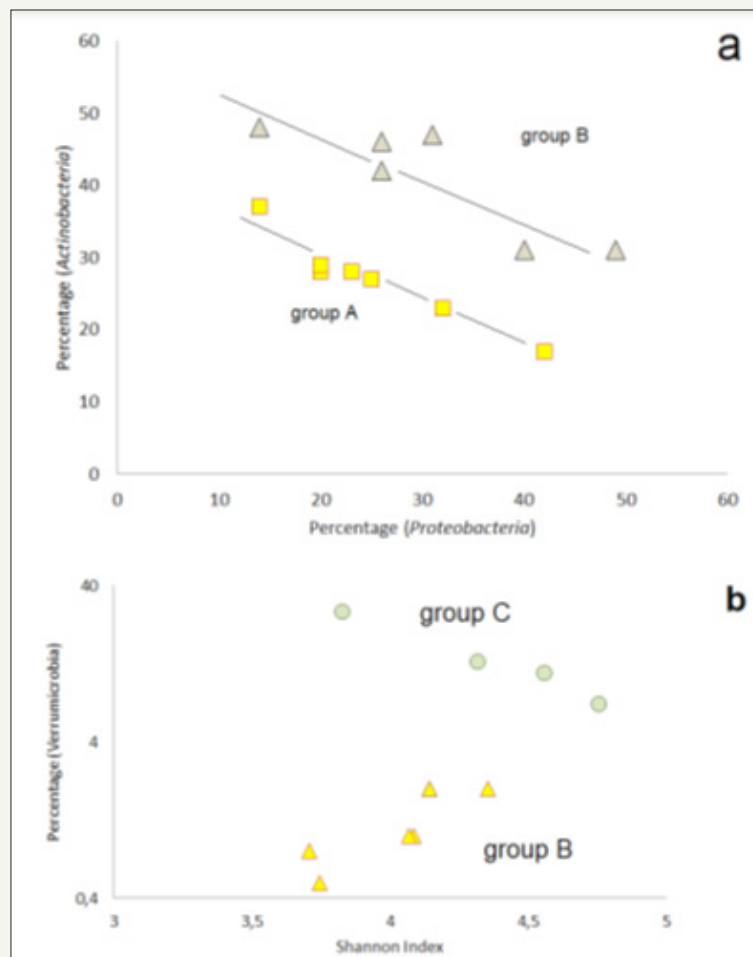 a
60
50
40
30
20
10
0
Percentage (Actinobacteria)
group B
group A
0 10 20 30 40 50 60
Percentage (Proteobacteria)
b
40
4
0,4
Percentage (Verrumicrobia)
group C
group B
3 3,5 4 4,5 5
Shannon Index